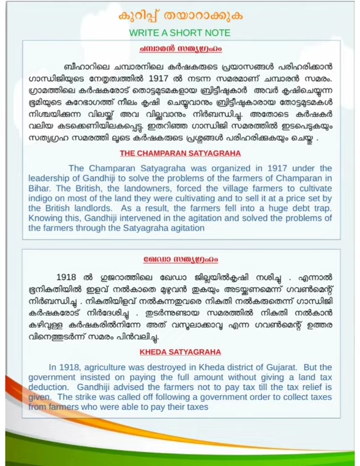 കുറിപ്പ് തയാറാക്കുക
WRITE A SHORT NOTE
ചമ്പാരൻ സത്യഗ്രഹം
ബീഹാറിലെ ചമ്പാരനിലെ കർഷകരുടെ പ്രയാസങ്ങൾ പരിഹരിക്കാൻ
ഗാന്ധിജിയുടെ നേതൃത്വത്തിൽ 1917 ൽ നടന്ന സമരമാണ് ചമ്പാരൻ സമരം.
ഗ്രാമത്തിലെ കർഷകരോട് തൊട്ടമുടമകളായ ബ്രിട്ടീഷുകാർ അവർ കൃഷിചെയ്യുന്ന
ഭൂമിയുടെ കുറേഭാഗത്ത് നീലം കൃഷി ചെയ്യുവാനും ബ്രിട്ടീഷുകാരായ തോട്ടമുടമകൾ
നിശ്ചയിക്കുന്ന വിലയ്ക്ക് അവ വില്ക്കുവാനും നിർബന്ധിച്ചു. അതോടെ കർഷകർ
വലിയ കടക്കെണിയിലകപ്പെട്ടു. ഇതറിഞ്ഞ ഗാന്ധിജി സമരത്തിൽ ഇടപെടുകയും
സത്യഗ്രഹ സമരത്തി ലൂടെ കർഷകരുടെ പ്രശ്നങ്ങൾ പരിഹരിക്കുകയും ചെയ്തു .
THE CHAMPARAN SATYAGRAHA
The Champaran Satyagraha was organized in 1917 under the
leadership of Gandhiji to solve the problems of the farmers of Champaran in
Bihar. The British, the landowners, forced the village farmers to cultivate
indigo on most of the land they were cultivating and to sell it at a price set by
the British landlords. As a result, the farmers fell into a huge debt trap.
Knowing this, Gandhiji intervened in the agitation and solved the problems of
the farmers through the Satyagraha agitation
ഖേഡാ സത്യഗ്രഹം
1918 ൽ ഗുജറാത്തിലെ ഖേഡാ ജില്ലയിൽകൃഷി നശിച്ചു . എന്നാൽ
ഭൂനികുതിയിൽ ഇളവ് നൽകാതെ മുഴുവൻ തുകയും അടയ്ക്കണമെന്ന് ഗവൺമെന്റ്
നിർബന്ധിച്ചു . നികുതിയിളവ് നൽകുന്നതുവരെ നികുതി നൽകരുതെന്ന് ഗാന്ധിജി
കർഷകരോട് നിർദേശിച്ചു . തുടർന്നുണ്ടായ സമരത്തിൽ നികുതി നൽകാൻ
കഴിവുള്ള കർഷകരിൽനിന്നേ അത് വസൂലാക്കാവൂ എന്ന ഗവൺമെന്റ് ഉത്തര
വിനെത്തുടർന്ന് സമരം പിൻവലിച്ചു.
KHEDA SATYAGRAHA
In 1918, agriculture was destroyed in Kheda district of Gujarat. But the
government insisted on paying the full amount without giving a land tax
deduction. Gandhiji advised the farmers not to pay tax till the tax relief is
given. The strike was called off following a government order to collect taxes
from farmers who were able to pay their taxes